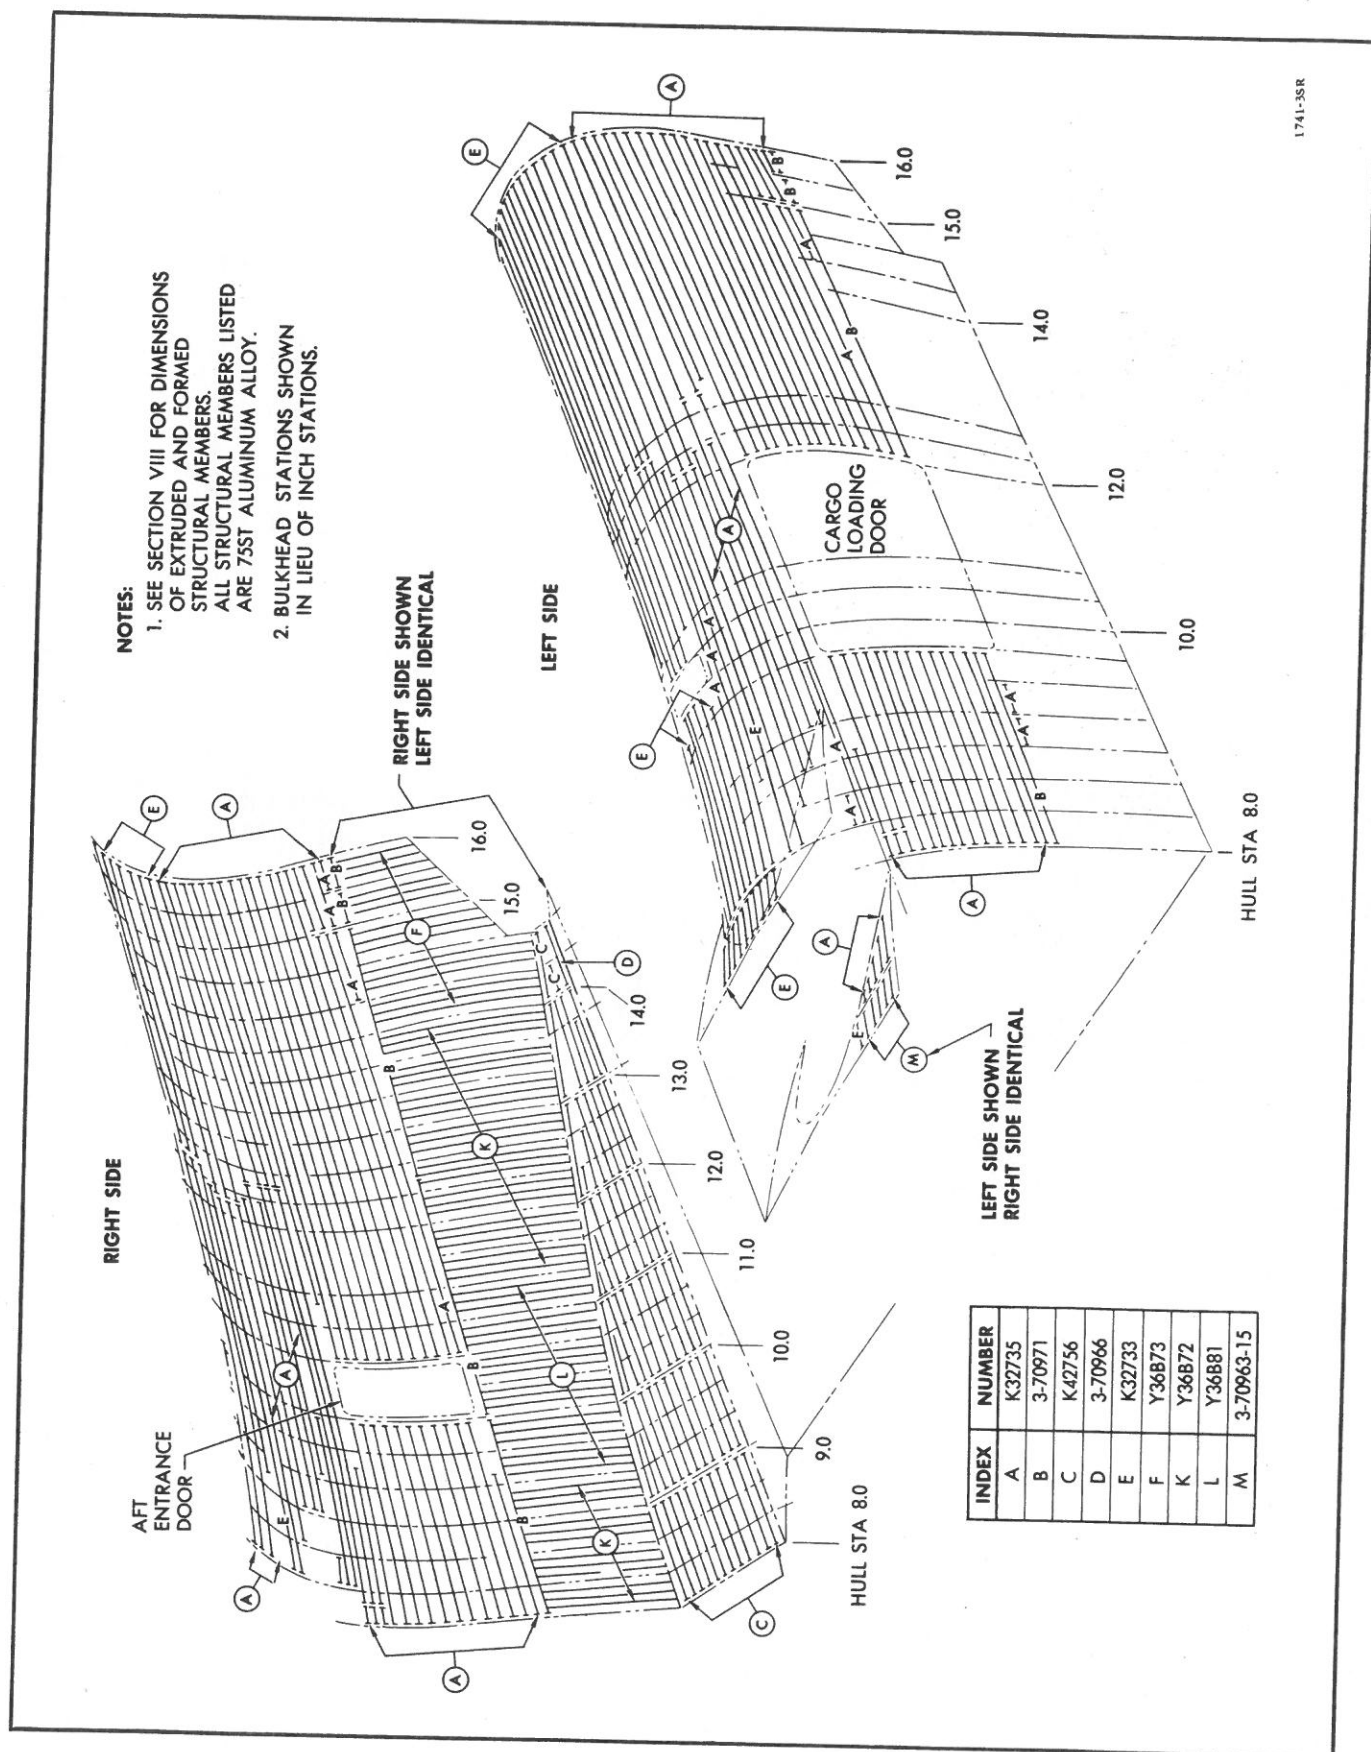 NOTES:
1. SEE SECTION VIII FOR DIMENSIONS
OF EXTRUDED AND FORMED
STRUCTURAL MEMBERS.
ALL STRUCTURAL MEMBERS LISTED
ARE 75ST ALUMINUM ALLOY.
2. BULKHEAD STATIONS SHOWN
IN LIEU OF INCH STATIONS.
RIGHT SIDE
AFT
ENTRANCE
DOOR
RIGHT SIDE SHOWN
LEFT SIDE IDENTICAL
A
E
A
A
E
A
A
A
A
A
A
B
B
B
B
B
B
C
C
D
F
K
L
K
C
HULL STA 8.0
9.0
10.0
11.0
12.0
13.0
14.0
15.0
16.0
LEFT SIDE
CARGO
LOADING
DOOR
E
A
E
A
A
A
A
E
A
A
A
B
A
B
B
A
A
B
A
E
A
E
M
HULL STA 8.0
10.0
12.0
14.0
15.0
16.0
LEFT SIDE SHOWN
RIGHT SIDE IDENTICAL
INDEX NUMBER
A K32735
B 3-70971
C K42756
D 3-70966
E K32733
F Y36B73
K Y36B72
L Y36B81
M 3-70963-15
1741-3SR